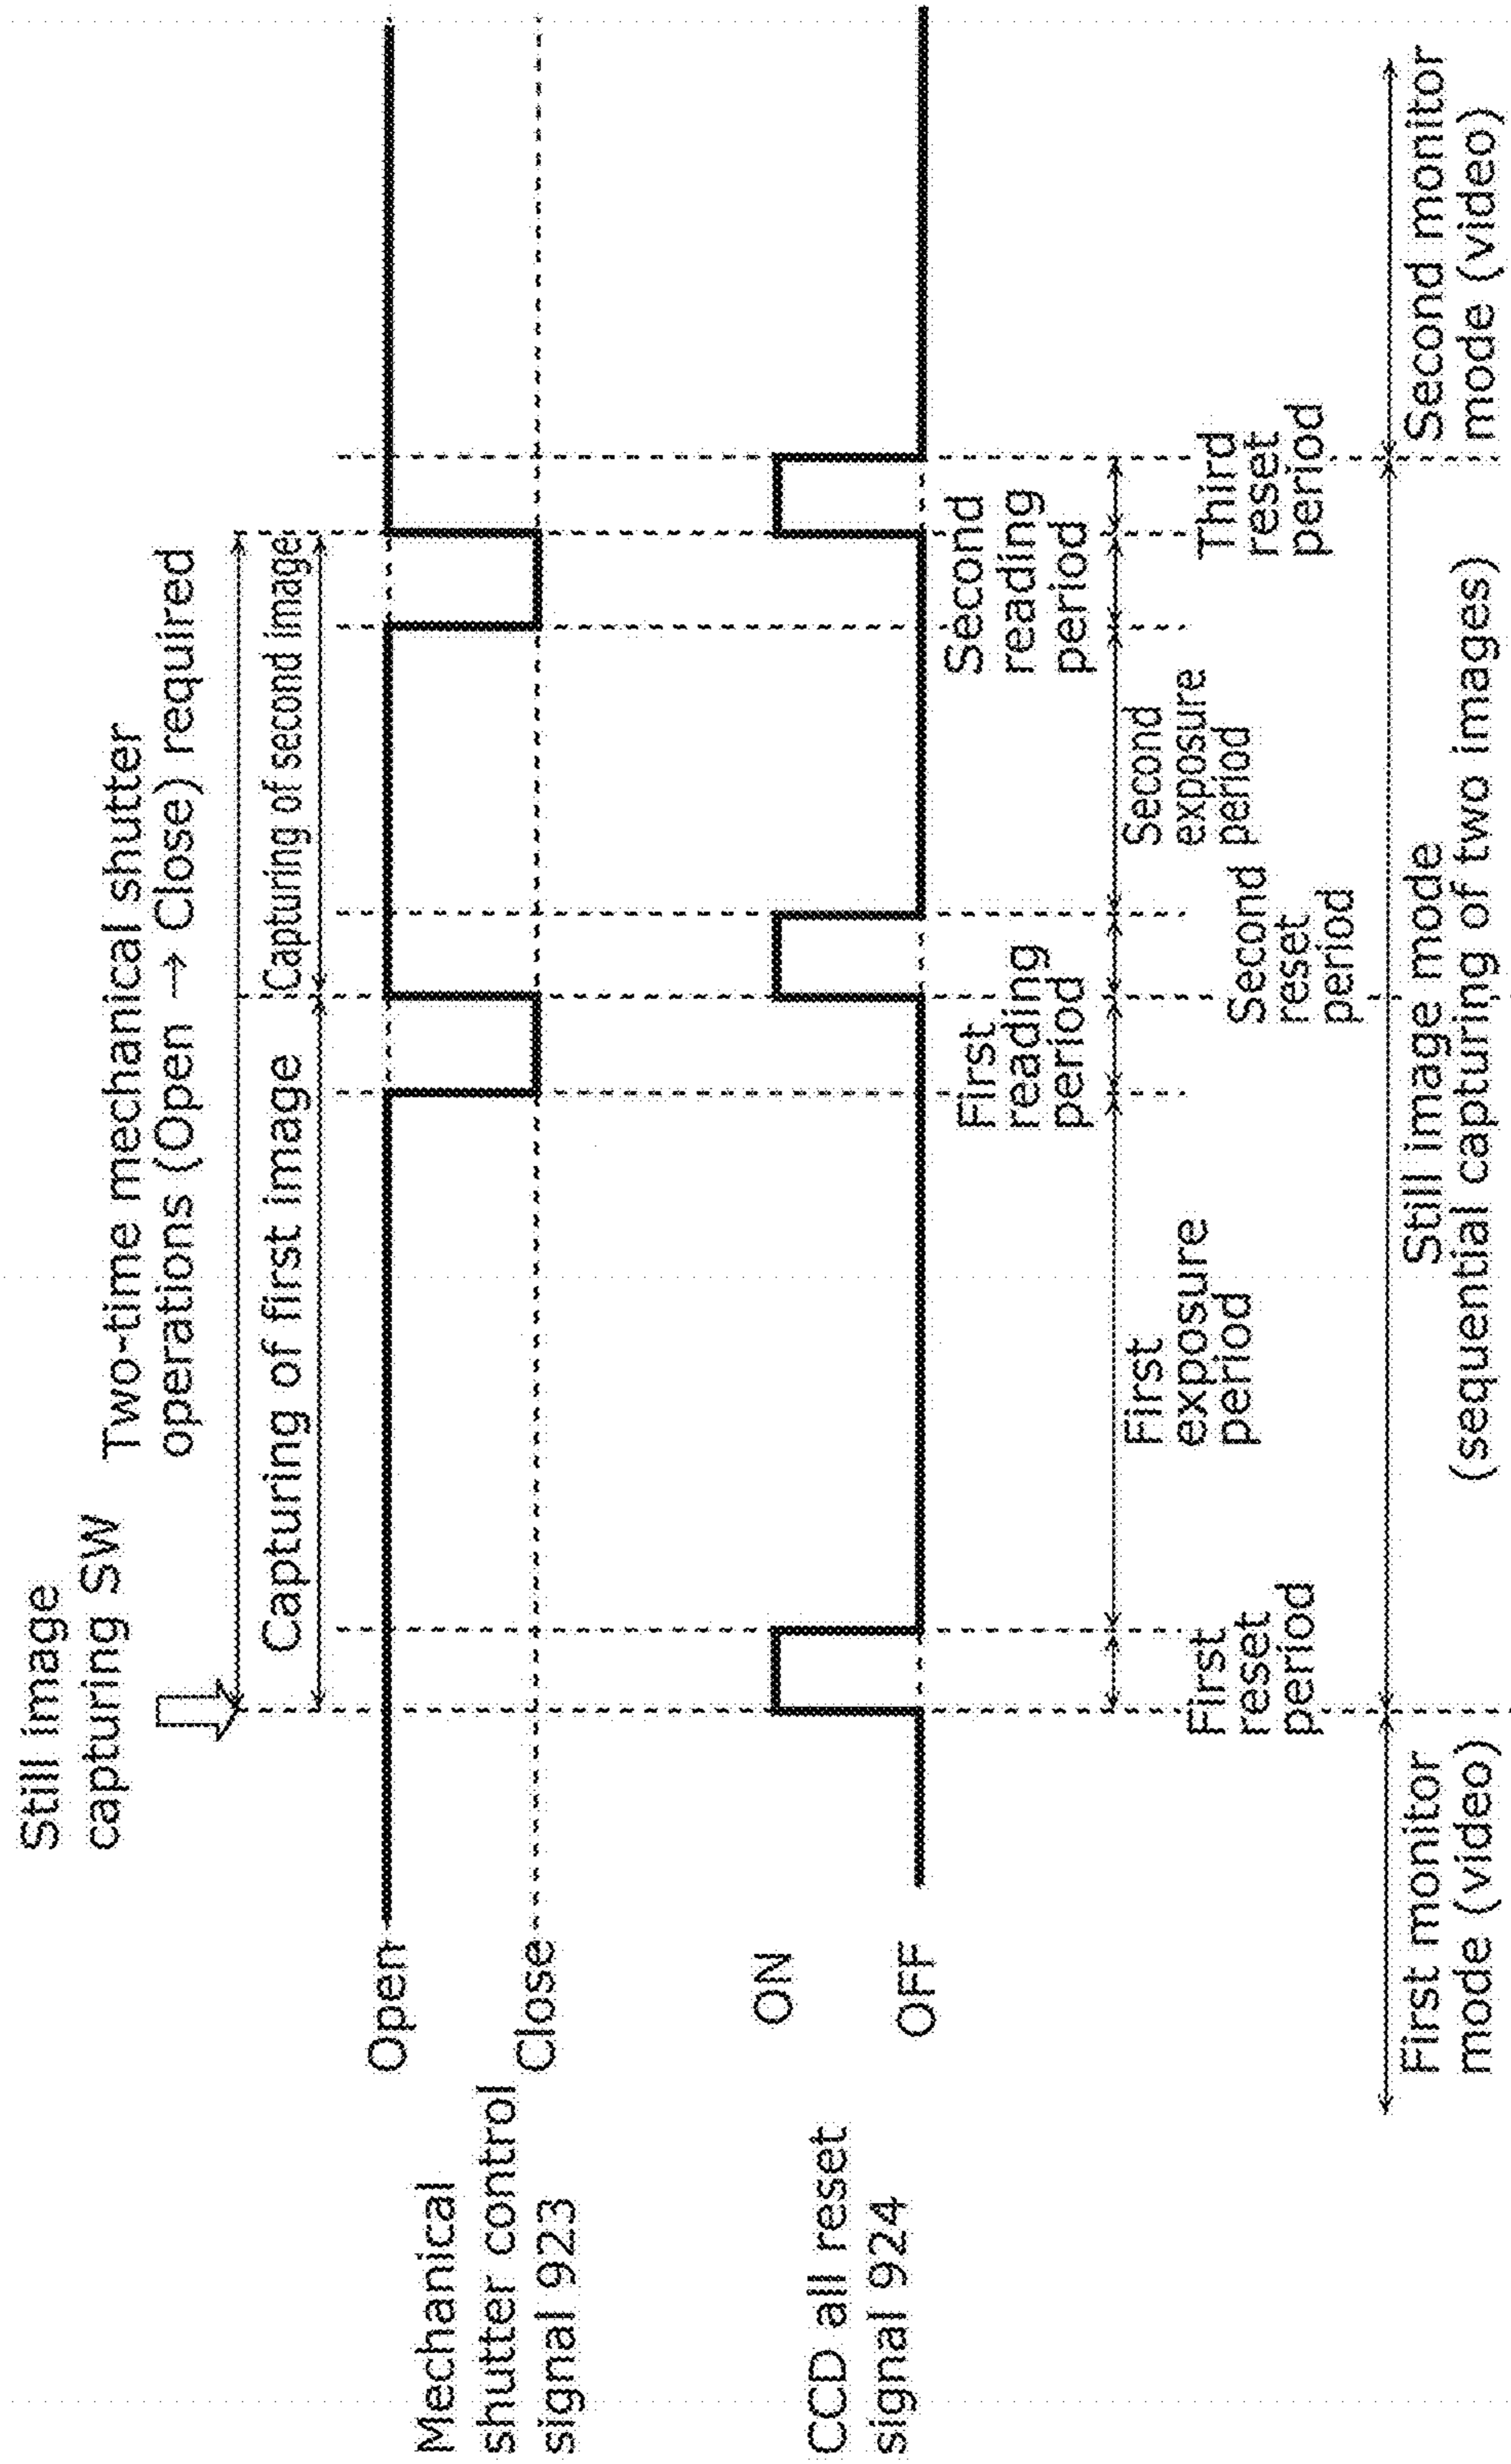 Still image
capturing SW
Two-time mechanical shutter
operations (Open → Close) required
Capturing of first image
Capturing of second image
Mechanical
shutter control
signal 923
Open
Close
CCD all reset
signal 924
ON
OFF
First
reading
period
Second
reading
period
First
reset
period
First
exposure
period
Second
reset
period
Second
exposure
period
Third
reset
period
First monitor
mode (video)
Still image mode
(sequential capturing of two images)
Second monitor
mode (video)